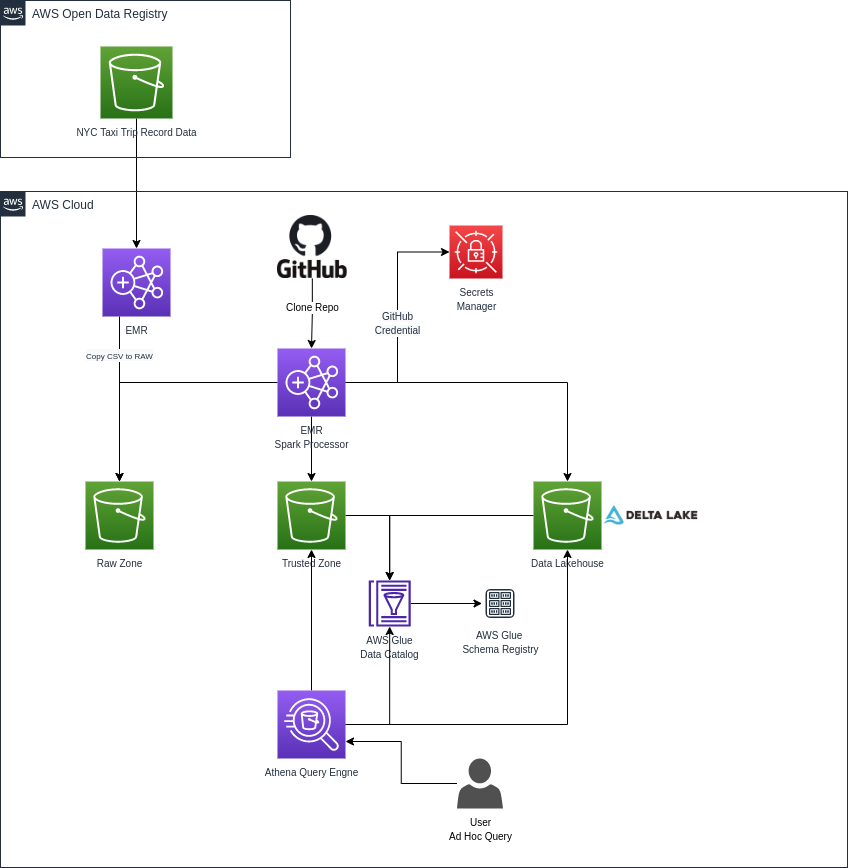 aws
AWS Open Data Registry
NYC Taxi Trip Record Data
aws
AWS Cloud
GitHub
Clone Repo
Secrets
Manager
GitHub
Credential
EMR
Copy CSV to RAW
EMR
Spark Processor
Raw Zone
Trusted Zone
Data Lakehouse
DELTA LAKE
AWS Glue
Data Catalog
AWS Glue
Schema Registry
Athena Query Engne
User
Ad Hoc Query